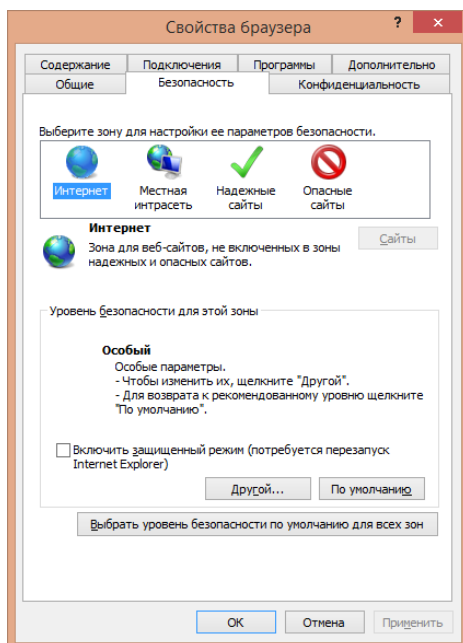 Свойства браузера
?
×
Содержание Подключения Программы Дополнительно
Общие Безопасность Конфиденциальность
Выберите зону для настройки ее параметров безопасности.
Интернет Местная интрасеть Надежные сайты Опасные сайты
Интернет
Зона для веб-сайтов, не включенных в зоны
надежных и опасных сайтов.
Сайты
Уровень безопасности для этой зоны
Особый
Особые параметры.
- Чтобы изменить их, щелкните "Другой".
- Для возврата к рекомендованному уровню щелкните
"По умолчанию".
Включить защищенный режим (потребуется перезапуск
Internet Explorer)
Другой... По умолчанию
Выбрать уровень безопасности по умолчанию для всех зон
OK Отмена Применить